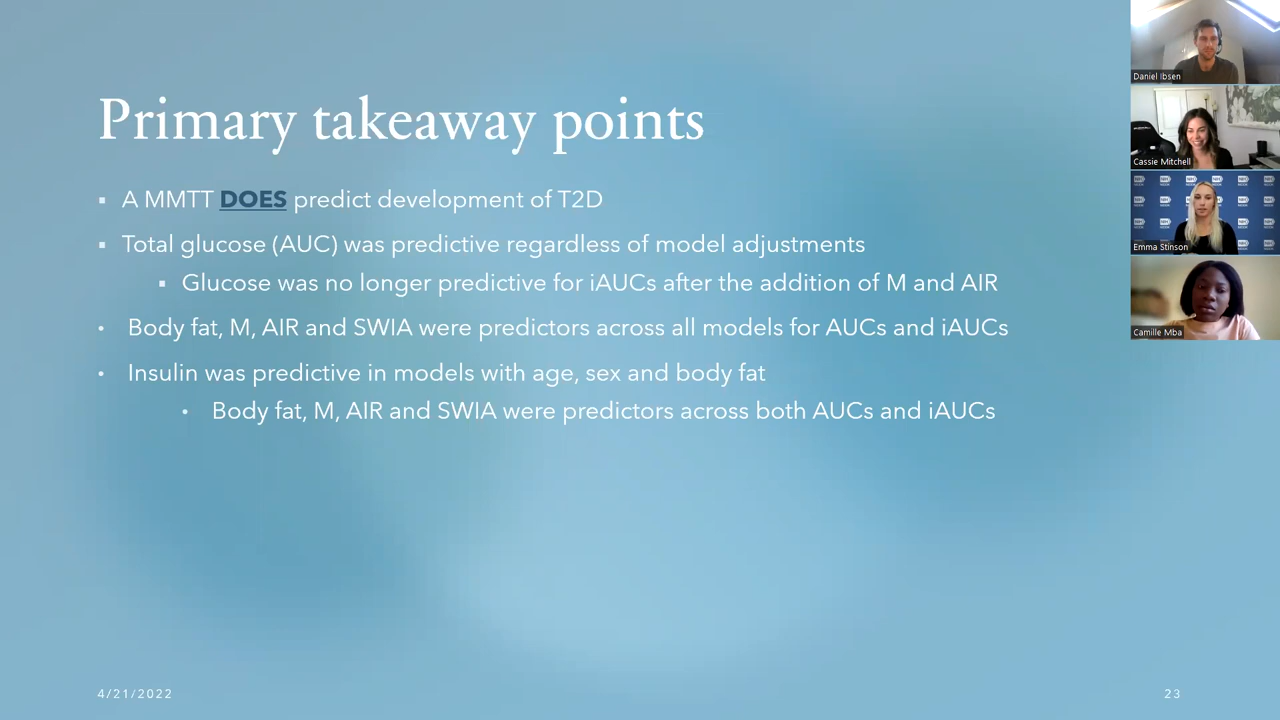 Primary takeaway points
▪ A MMTT DOES predict development of T2D
▪ Total glucose (AUC) was predictive regardless of model adjustments
▪ Glucose was no longer predictive for iAUCs after the addition of M and AIR
• Body fat, M, AIR and SWIA were predictors across all models for AUCs and iAUCs
• Insulin was predictive in models with age, sex and body fat
• Body fat, M, AIR and SWIA were predictors across both AUCs and iAUCs
4/21/2022
23
Daniel Ibsen
Cassie Mitchell
Emma Stinson
Camille Mba